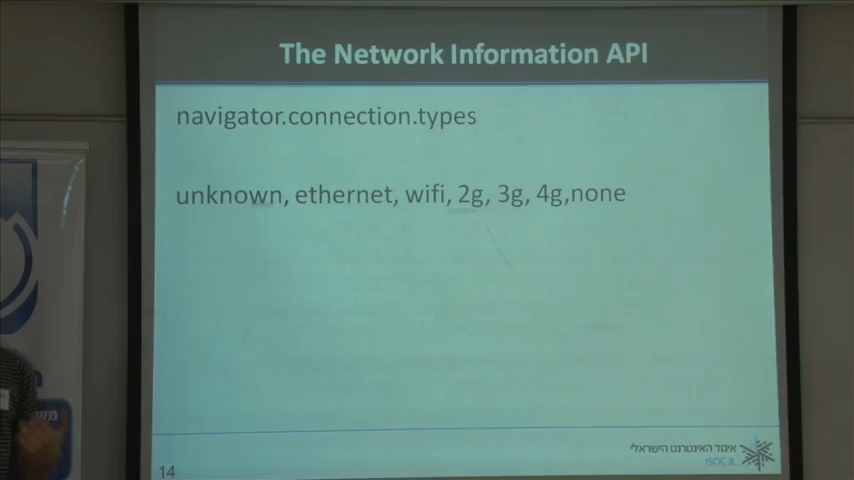 The Network Information API
navigator.connection.types
unknown, ethernet, wifi, 2g, 3g, 4g,none
איגוד האינטרנט הישראלי
ISOC-IL
14